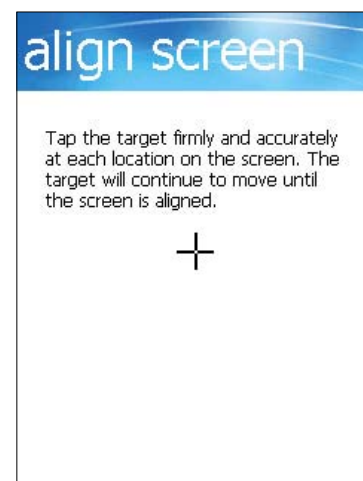 align screen
Tap the target firmly and accurately
at each location on the screen. The
target will continue to move until
the screen is aligned.